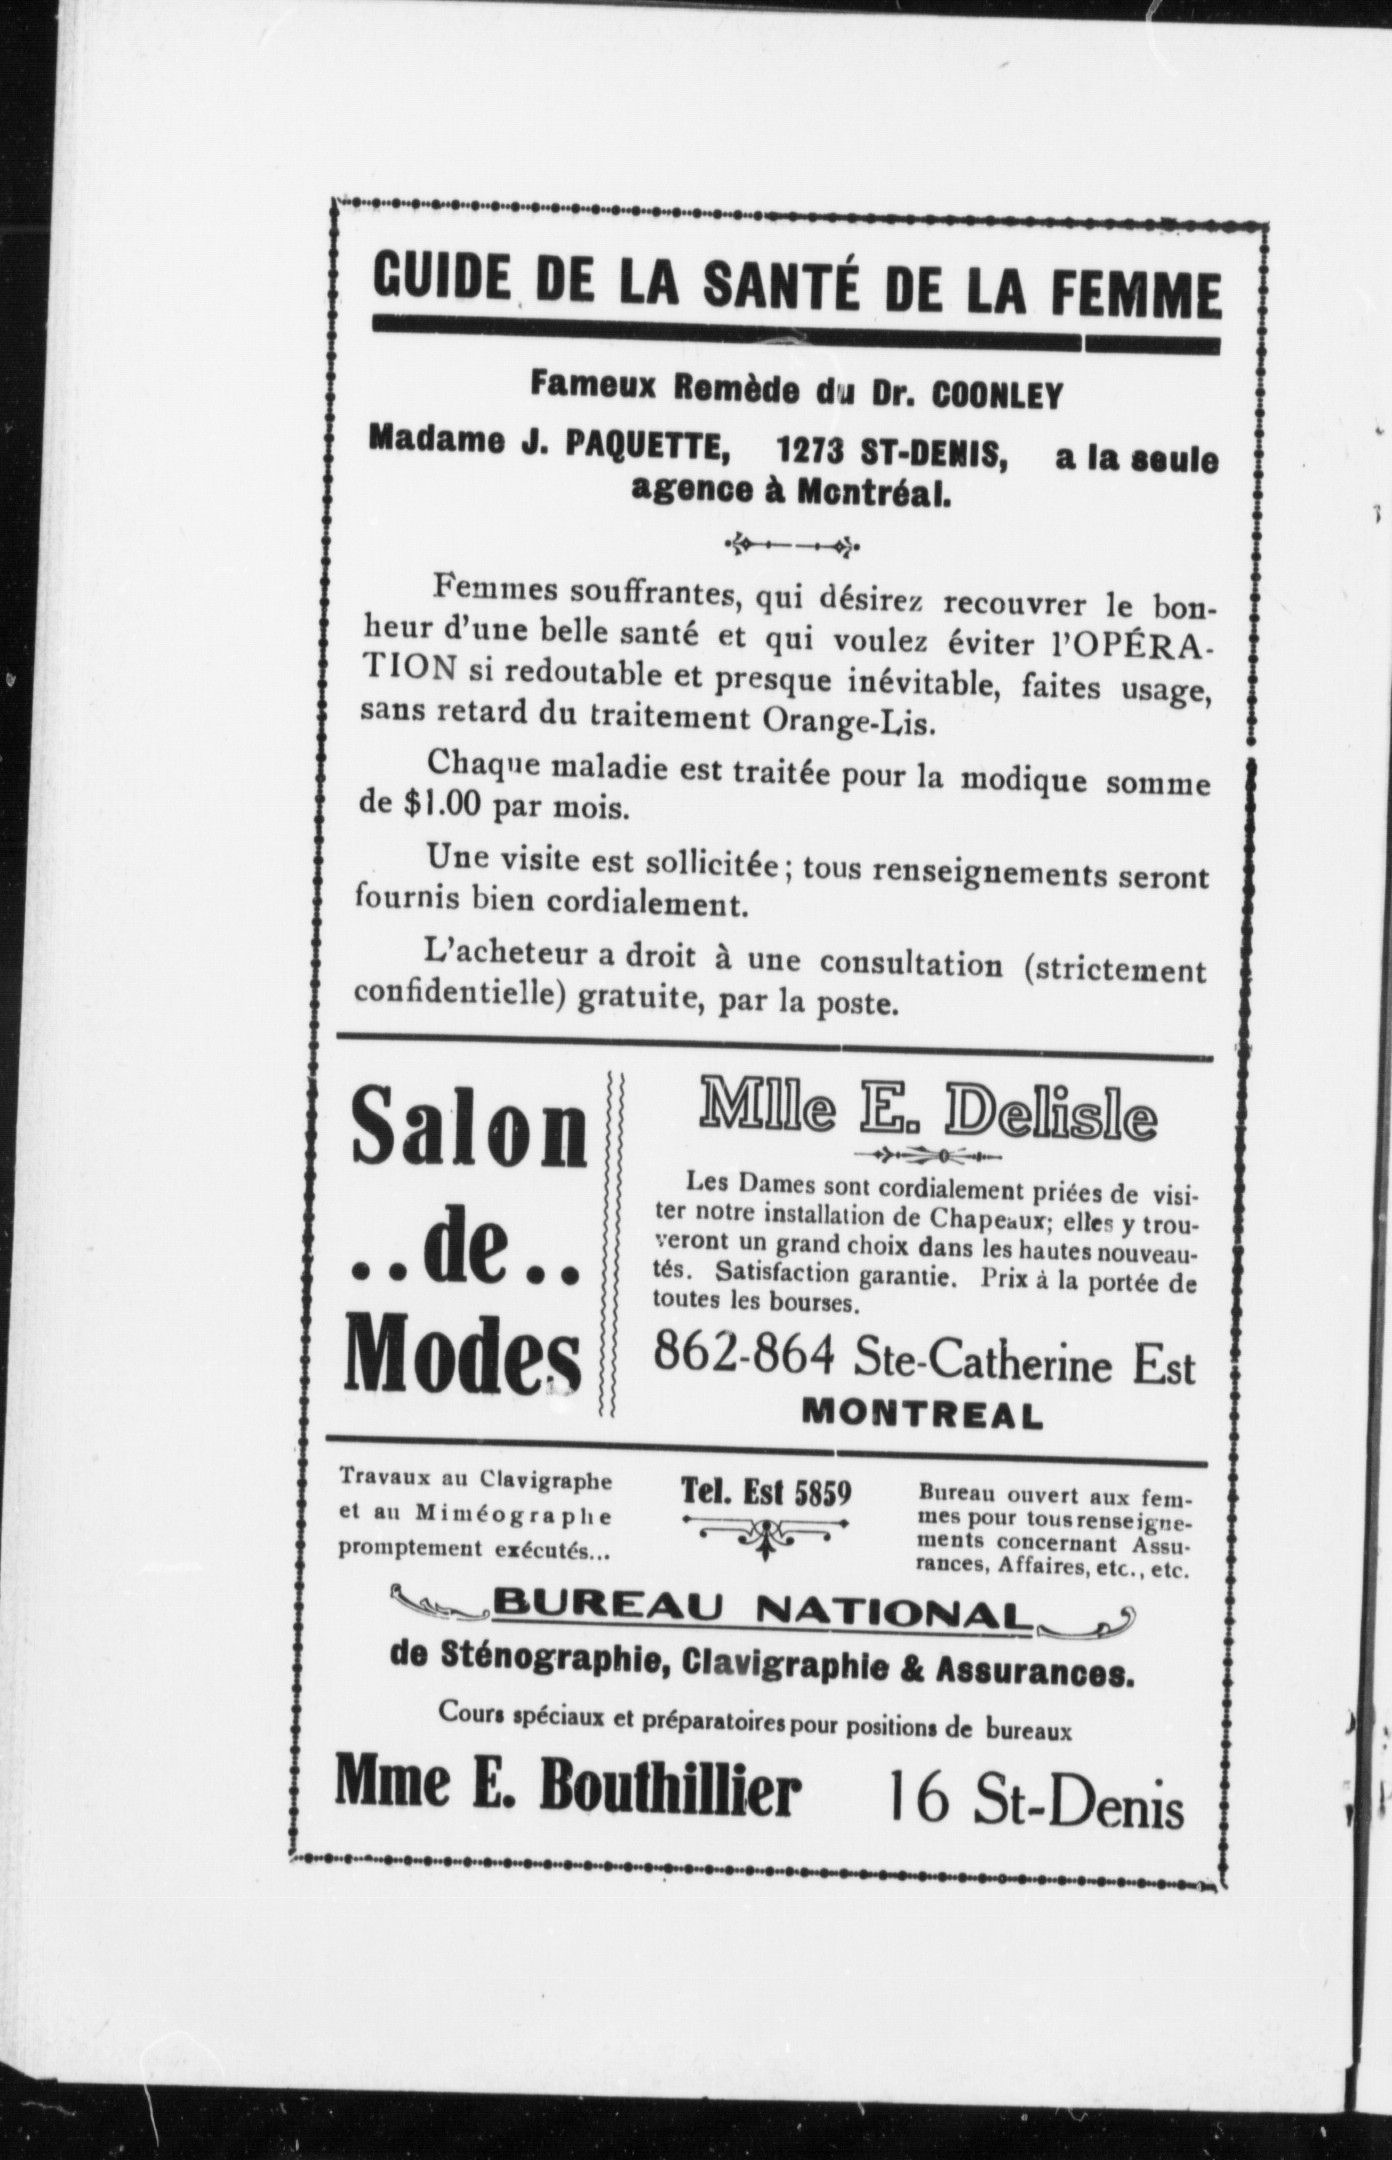 GUIDE DE LA SANTÉ DE LA FEMME
Fameux Remède du Dr. COONLEY
Madame J. PAQUETTE, 1273 ST-DENIS, a la seule
agence à Montréal.
Femmes souffrantes, qui désirez recouvrer le bon-
heur d'une belle santé et qui voulez éviter l'OPÉRA-
TION si redoutable et presque inévitable, faites usage,
sans retard du traitement Orange-Lis.
Chaque maladie est traitée pour la modique somme
de $1.00 par mois.
Une visite est sollicitée; tous renseignements seront
fournis bien cordialement.
L'acheteur a droit à une consultation (strictement
confidentielle) gratuite, par la poste.
Salon
..de..
Modes
Mlle E. Delisle
Les Dames sont cordialement priées de visi-
ter notre installation de Chapeaux; elles y trou-
veront un grand choix dans les hautes nouveau-
tés. Satisfaction garantie. Prix à la portée de
toutes les bourses.
862-864 Ste-Catherine Est
MONTREAL
Travaux au Clavigraphe
et au Miméographe
promptement exécutés...
Tel. Est 5859
Bureau ouvert aux fem-
mes pour tous renseigne-
ments concernant Assu-
rances, Affaires, etc., etc.
BUREAU NATIONAL
de Sténographie, Clavigraphie & Assurances.
Cours spéciaux et préparatoires pour positions de bureaux
Mme E. Bouthillier 16 St-Denis